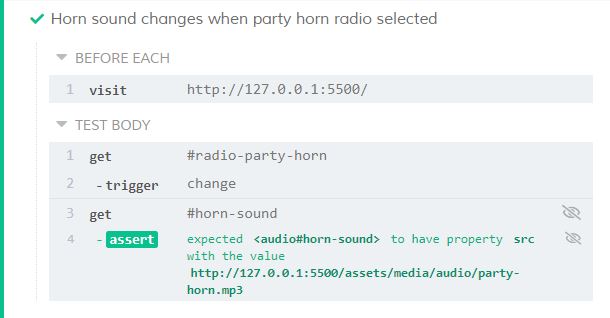 Horn sound changes when party horn radio selected
BEFORE EACH
1 visit http://127.0.0.1:5500/
TEST BODY
1 get #radio-party-horn
2 -trigger change
3 get #horn-sound
4 -assert expected <audio#horn-sound> to have property src
with the value
http://127.0.0.1:5500/assets/media/audio/party-
horn.mp3